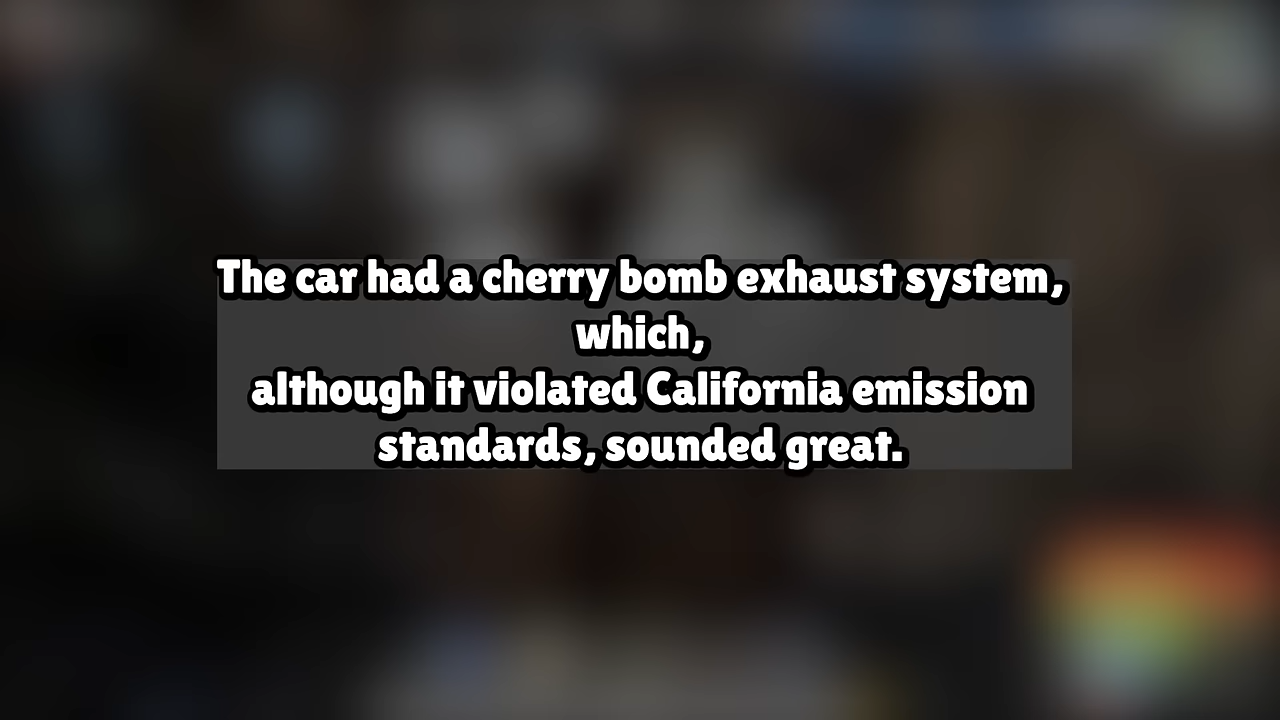 The car had a cherry bomb exhaust system,
which,
although it violated California emission
standards, sounded great.